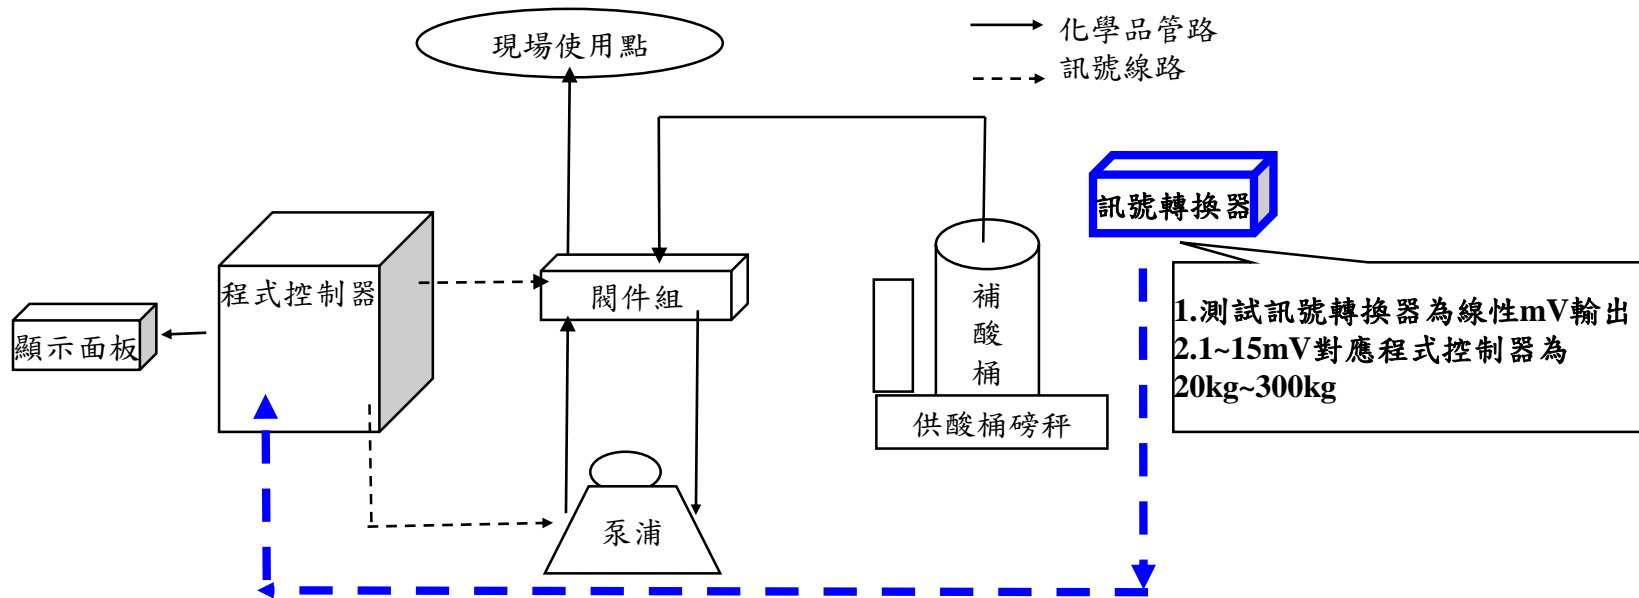 現場使用點
化學品管路
訊號線路
訊號轉換器
程式控制器
閥件組
補
酸
桶
顯示面板
1.測試訊號轉換器為線性mV輸出
2.1~15mV對應程式控制器為
20kg~300kg
供酸桶磅秤
泵浦